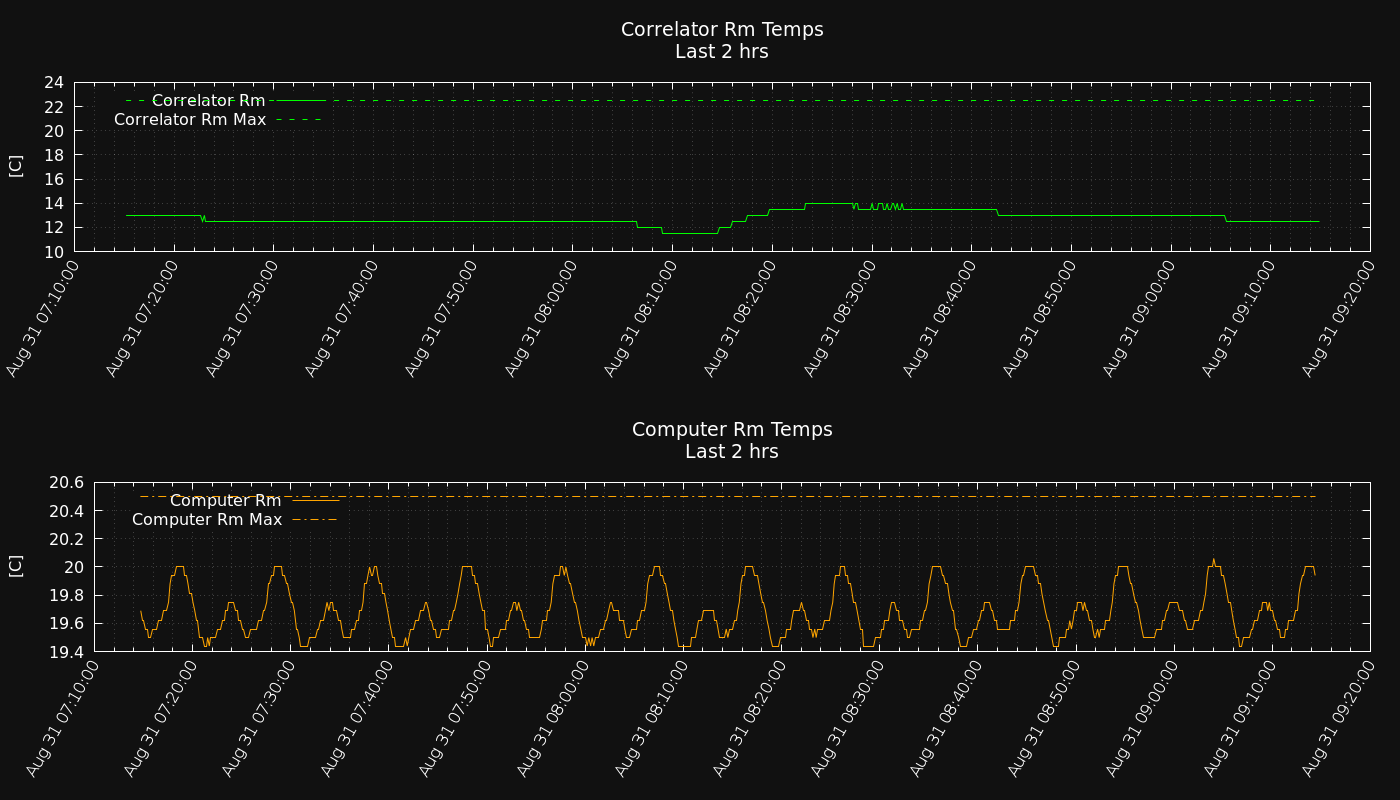 Correlator Rm Temps
Last 2 hrs
24
22
20
18
16
14
12
10
[C]
Correlator Rm
Correlator Rm Max
Aug 31 07:10:00
Aug 31 07:20:00
Aug 31 07:30:00
Aug 31 07:40:00
Aug 31 07:50:00
Aug 31 08:00:00
Aug 31 08:10:00
Aug 31 08:20:00
Aug 31 08:30:00
Aug 31 08:40:00
Aug 31 08:50:00
Aug 31 09:00:00
Aug 31 09:10:00
Aug 31 09:20:00
Computer Rm Temps
Last 2 hrs
20.6
20.4
20.2
20
19.8
19.6
19.4
[C]
Computer Rm
Computer Rm Max
Aug 31 07:10:00
Aug 31 07:20:00
Aug 31 07:30:00
Aug 31 07:40:00
Aug 31 07:50:00
Aug 31 08:00:00
Aug 31 08:10:00
Aug 31 08:20:00
Aug 31 08:30:00
Aug 31 08:40:00
Aug 31 08:50:00
Aug 31 09:00:00
Aug 31 09:10:00
Aug 31 09:20:00